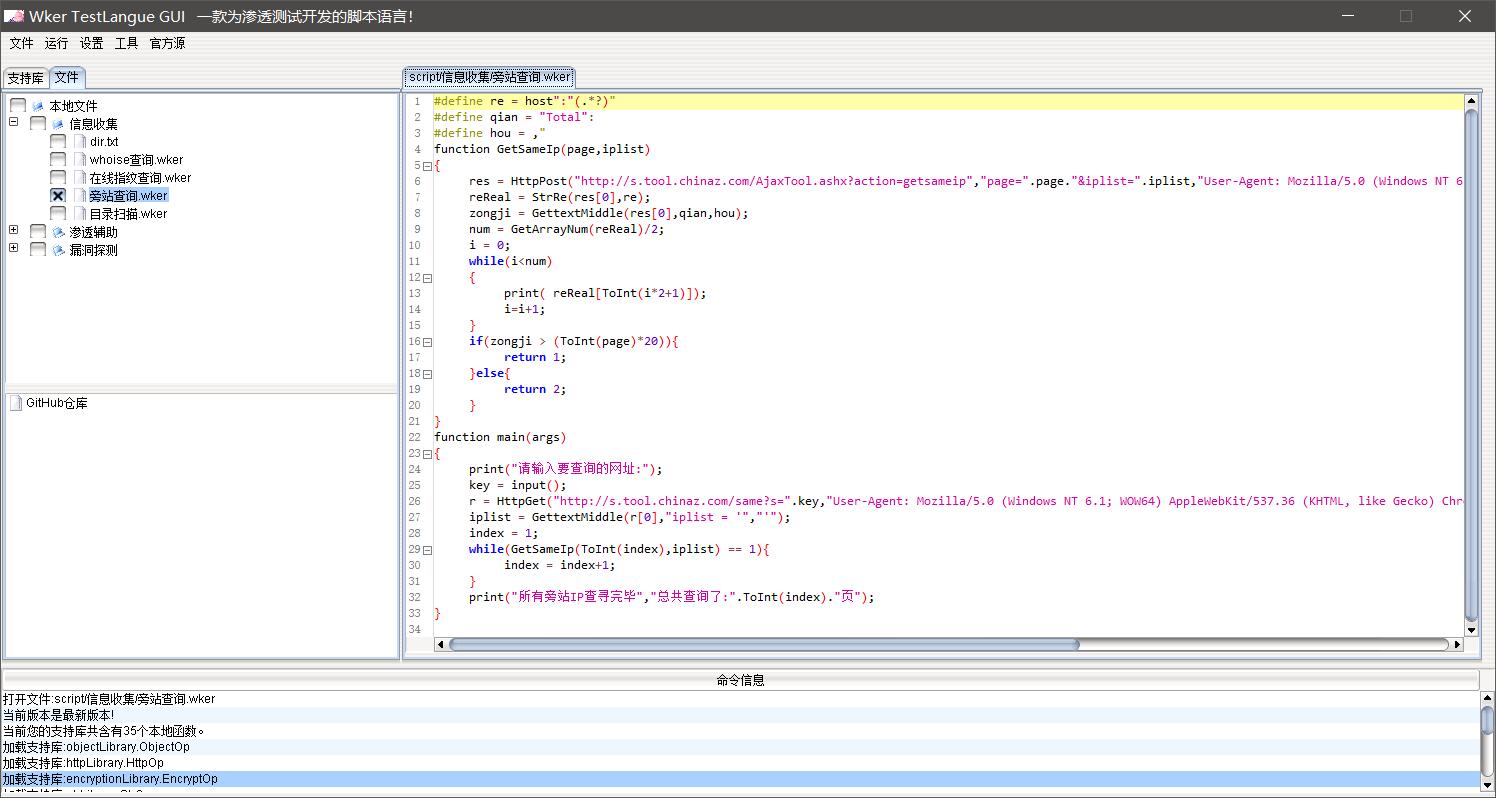 Wker TestLangue GUI 一款为渗透测试开发的脚本语言!
文件 运行 设置 工具 官方源
支持库 文件
本地文件
信息收集
dir.txt
whoise查询.wker
在线指纹查询.wker
旁站查询.wker
目录扫描.wker
渗透辅助
漏洞探测
GitHub仓库
script/信息收集/旁站查询.wker
1 #define re = host":"(.*?)"
2 #define qian = "Total":
3 #define hou = ,"
4 function GetSameIp(page,iplist)
5 {
6 res = HttpPost("http://s.tool.chinaz.com/AjaxTool.ashx?action=getsameip","page=".page."&iplist=".iplist,"User-Agent: Mozilla/5.0 (Windows NT 6
7 reReal = StrRe(res[0],re);
8 zongji = GettextMiddle(res[0],qian,hou);
9 num = GetArrayNum(reReal)/2;
10 i = 0;
11 while(i<num)
12 {
13 print( reReal[ToInt(i*2+1)]);
14 i=i+1;
15 }
16 if(zongji > (ToInt(page)*20)){
17 return 1;
18 }else{
19 return 2;
20 }
21 }
22 function main(args)
23 {
24 print("请输入要查询的网址:");
25 key = input();
26 r = HttpGet("http://s.tool.chinaz.com/same?s=".key,"User-Agent: Mozilla/5.0 (Windows NT 6.1; WOW64) AppleWebKit/537.36 (KHTML, like Gecko) Chr
27 iplist = GettextMiddle(r[0],"iplist = '","'");
28 index = 1;
29 while(GetSameIp(ToInt(index),iplist) == 1){
30 index = index+1;
31 }
32 print("所有旁站IP查寻完毕","总共查询了:".ToInt(index)."页");
33 }
34
命令信息
打开文件:script/信息收集/旁站查询.wker
当前版本是最新版本!
当前您的支持库共含有35个本地函数。
加载支持库:objectLibrary.ObjectOp
加载支持库:httpLibrary.HttpOp
加载支持库:encryptionLibrary.EncryptOp